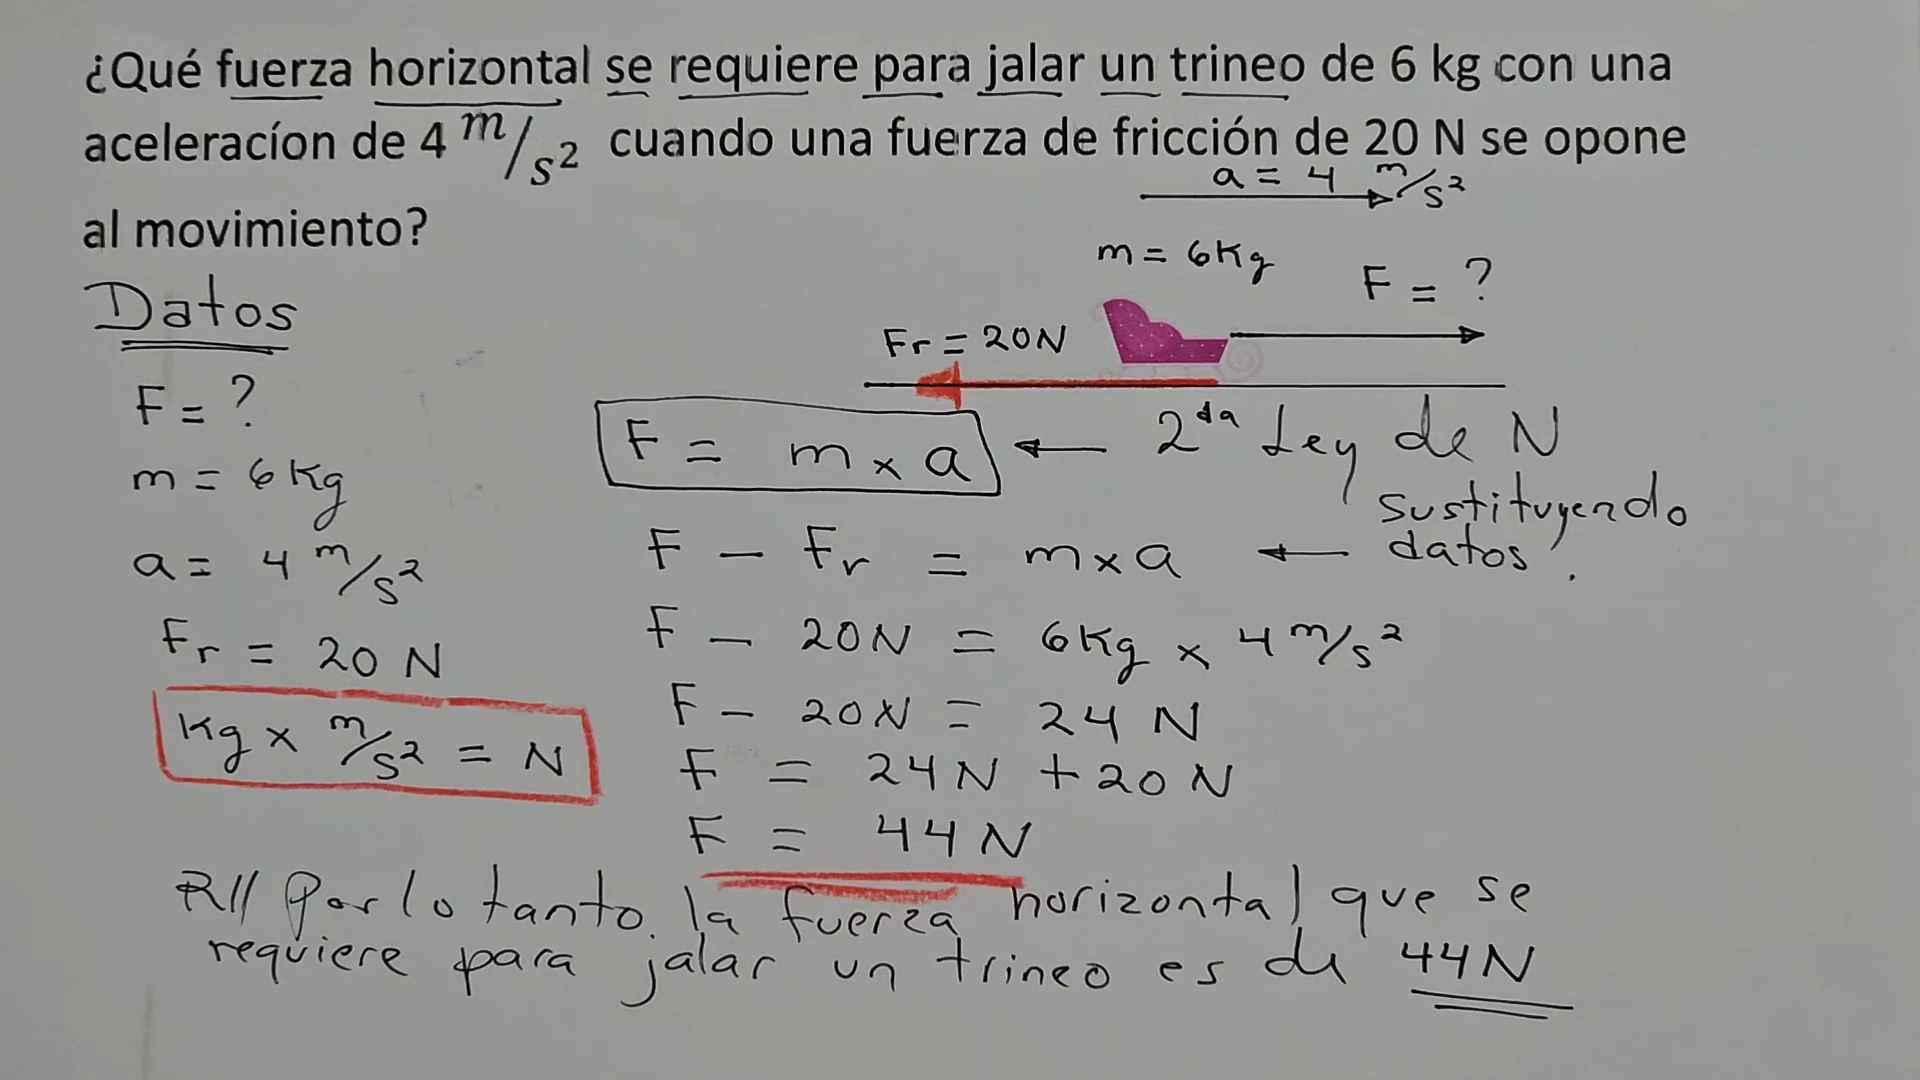 ¿Qué fuerza horizontal se requiere para jalar un trineo de 6 kg con una
aceleracíon de 4 m/s² cuando una fuerza de fricción de 20 N se opone
al movimiento?
a = 4 m/s²
m = 6Kg
F = ?
Fr = 20N
Datos
F = ?
m = 6Kg
a = 4 m/s²
Fr = 20 N
Kg x m/s² = N
F = m x a ← 2da Ley de N
sustituyendo
F - Fr = m x a ← datos.
F - 20N = 6Kg x 4 m/s²
F - 20N = 24 N
F = 24N + 20 N
F = 44 N
R// Por lo tanto. la fuerza horizontal que se
requiere para jalar un trineo es de 44N